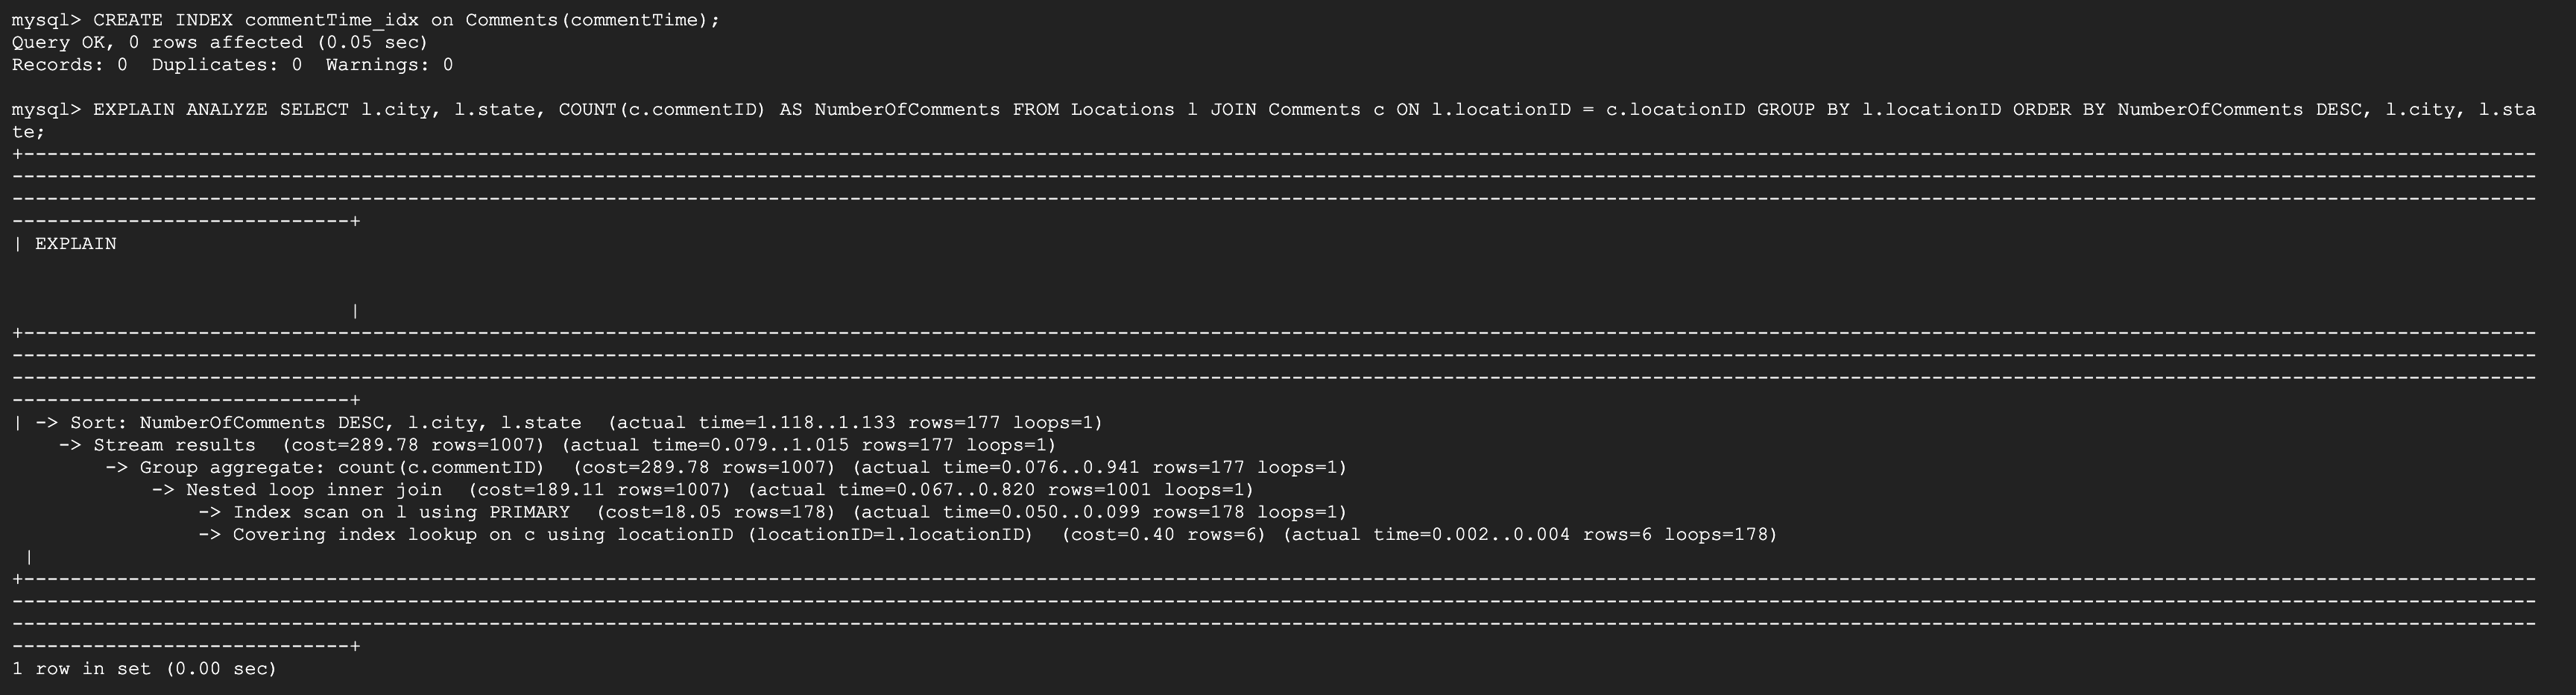 mysql> CREATE INDEX commentTime_idx on Comments(commentTime);
Query OK, 0 rows affected (0.05 sec)
Records: 0  Duplicates: 0  Warnings: 0
mysql> EXPLAIN ANALYZE SELECT l.city, l.state, COUNT(c.commentID) AS NumberOfComments FROM Locations l JOIN Comments c ON l.locationID = c.locationID GROUP BY l.locationID ORDER BY NumberOfComments DESC, l.city, l.sta
te;
| EXPLAIN
|
| -> Sort: NumberOfComments DESC, l.city, l.state  (actual time=1.118..1.133 rows=177 loops=1)
    -> Stream results  (cost=289.78 rows=1007) (actual time=0.079..1.015 rows=177 loops=1)
        -> Group aggregate: count(c.commentID)  (cost=289.78 rows=1007) (actual time=0.076..0.941 rows=177 loops=1)
            -> Nested loop inner join  (cost=189.11 rows=1007) (actual time=0.067..0.820 rows=1001 loops=1)
                -> Index scan on l using PRIMARY  (cost=18.05 rows=178) (actual time=0.050..0.099 rows=178 loops=1)
                -> Covering index lookup on c using locationID (locationID=l.locationID)  (cost=0.40 rows=6) (actual time=0.002..0.004 rows=6 loops=178)
 |
1 row in set (0.00 sec)